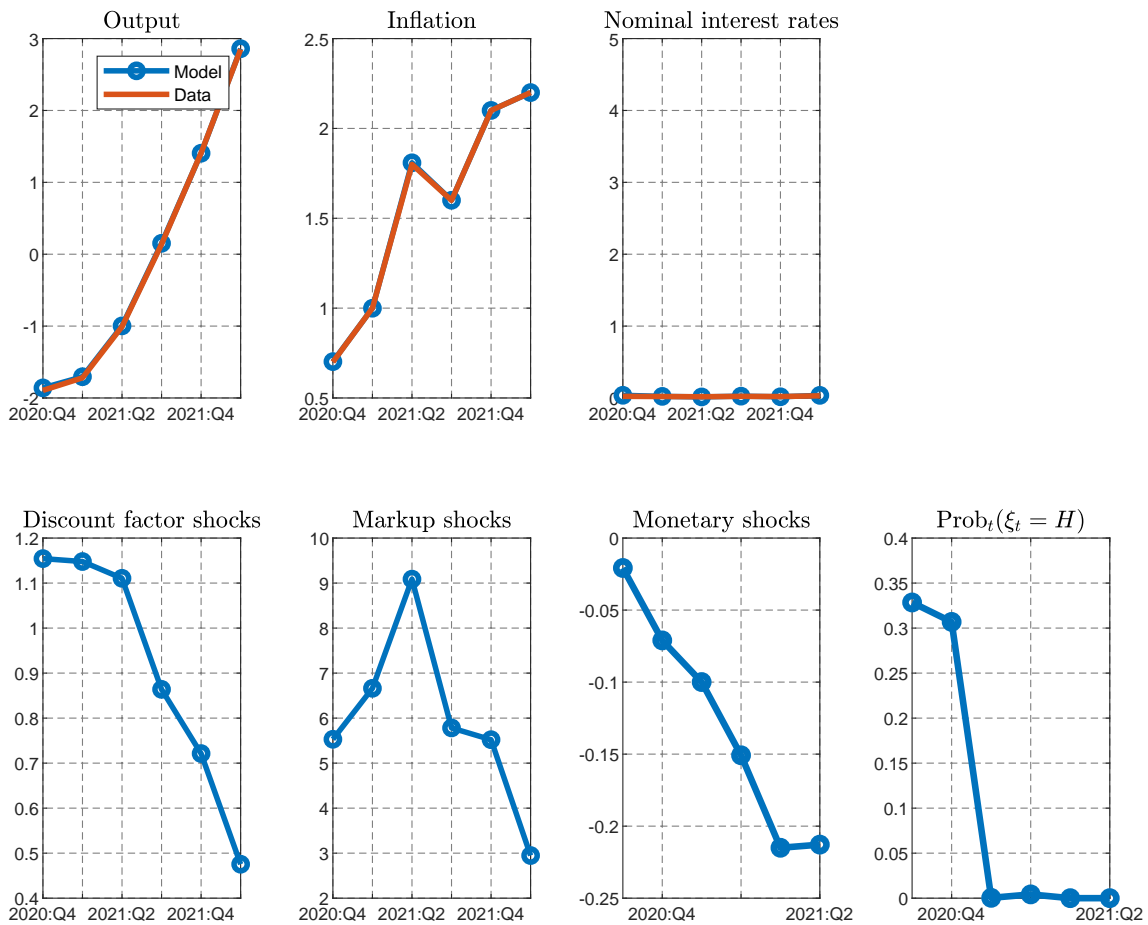 Output
Inflation
Nominal interest rates
3
2
1
0
-1
-2
Model
Data
2020:Q4
2021:Q2
2021:Q4
2.5
2
1.5
1
0.5
2020:Q4
2021:Q2
2021:Q4
5
4
3
2
1
0
2020:Q4
2021:Q2
2021:Q4
Discount factor shocks
Markup shocks
Monetary shocks
Prob_t(ξ_t = H)
1.2
1.1
1
0.9
0.8
0.7
0.6
0.5
0.4
2020:Q4
2021:Q2
2021:Q4
10
9
8
7
6
5
4
3
2
2020:Q4
2021:Q2
2021:Q4
0
-0.05
-0.1
-0.15
-0.2
-0.25
2020:Q4
2021:Q2
0.4
0.35
0.3
0.25
0.2
0.15
0.1
0.05
0
2020:Q4
2021:Q2